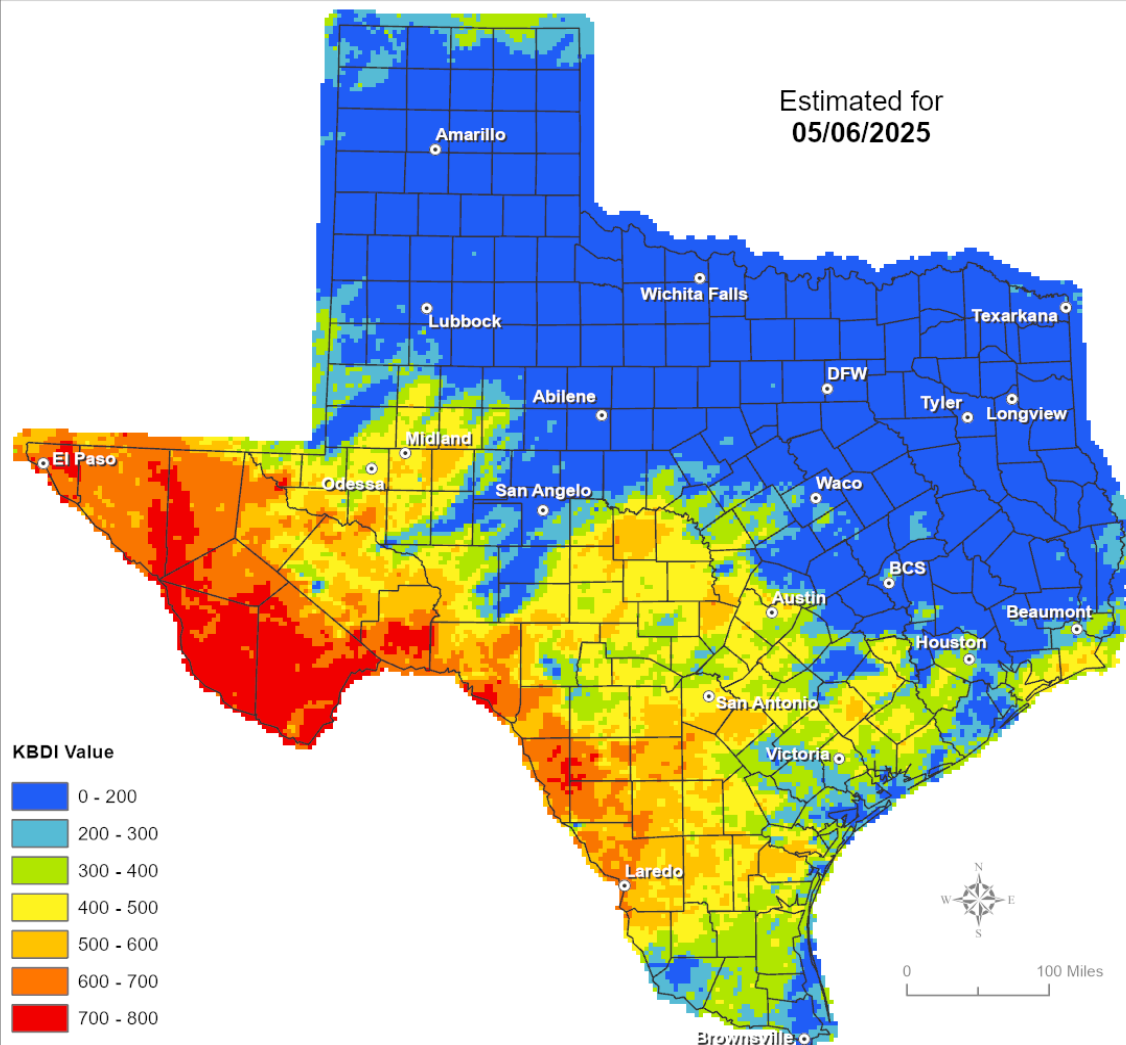 Estimated for
05/06/2025
Amarillo
Wichita Falls
Lubbock
Texarkana
DFW
Abilene
Tyler
Longview
Midland
El Paso
Odessa
San Angelo
Waco
BCS
Austin
Beaumont
Houston
San Antonio
Victoria
Laredo
Brownsville
KBDI Value
0 - 200
200 - 300
300 - 400
400 - 500
500 - 600
600 - 700
700 - 800
N
W E
S
0 100 Miles